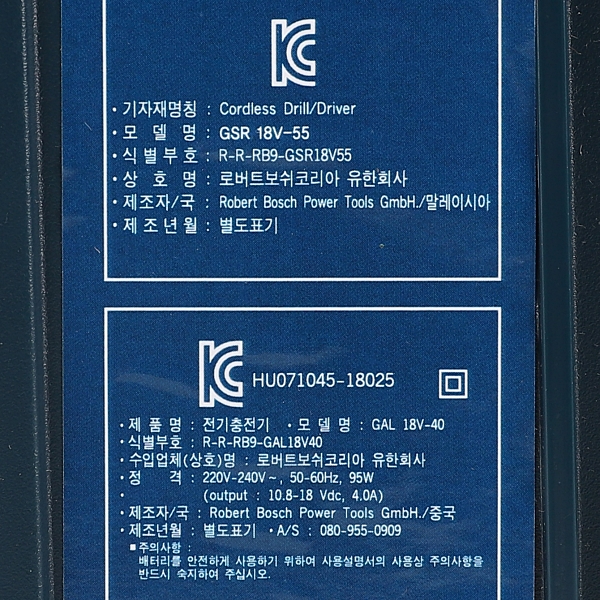 KC
・기자재명칭 : Cordless Drill/Driver
・모 델 명 : GSR 18V-55
・식별부호 : R-R-RB9-GSR18V55
・상 호 명 : 로버트보쉬코리아 유한회사
・제조자/국 : Robert Bosch Power Tools GmbH./말레이시아
・제조년월 : 별도표기
KC HU071045-18025
・제 품 명 : 전기충전기 ・모 델 명 : GAL 18V-40
・식별부호 : R-R-RB9-GAL18V40
・수입업체(상호)명 : 로버트보쉬코리아 유한회사
・정 격 : 220V-240V~, 50-60Hz, 95W
・ (output : 10.8-18 Vdc, 4.0A)
・제조자/국 : Robert Bosch Power Tools GmbH./중국
・제조년월 : 별도표기 ・A/S : 080-955-0909
■주의사항 :
배터리를 안전하게 사용하기 위하여 사용설명서의 사용상 주의사항을
반드시 숙지하여 주십시오.